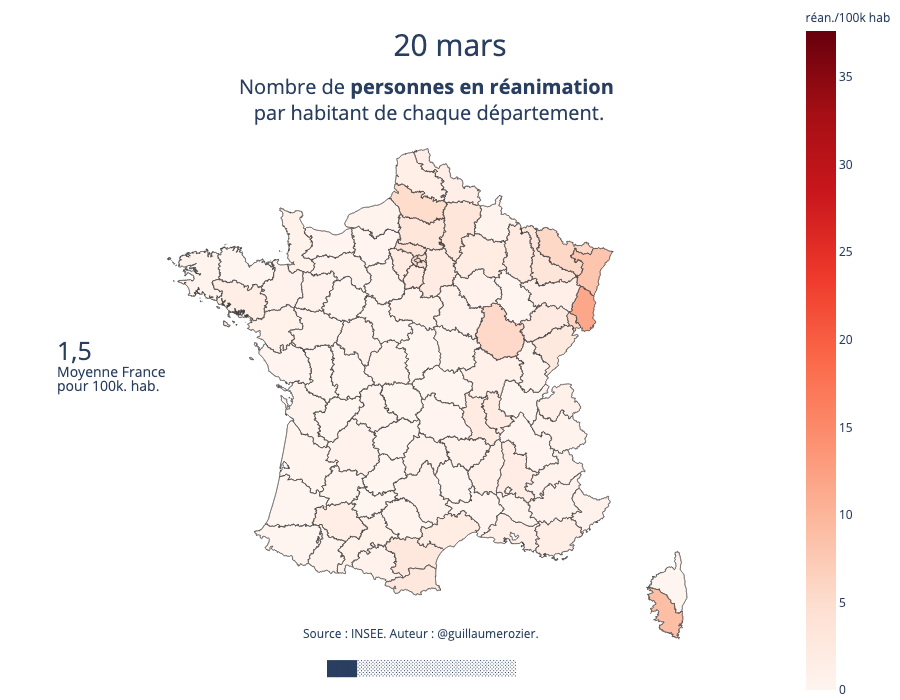 réan./100k hab
20 mars
Nombre de personnes en réanimation
par habitant de chaque département.
35
30
25
20
15
10
5
0
1,5
Moyenne France
pour 100k. hab.
Source : INSEE. Auteur : @guillaumerozier.